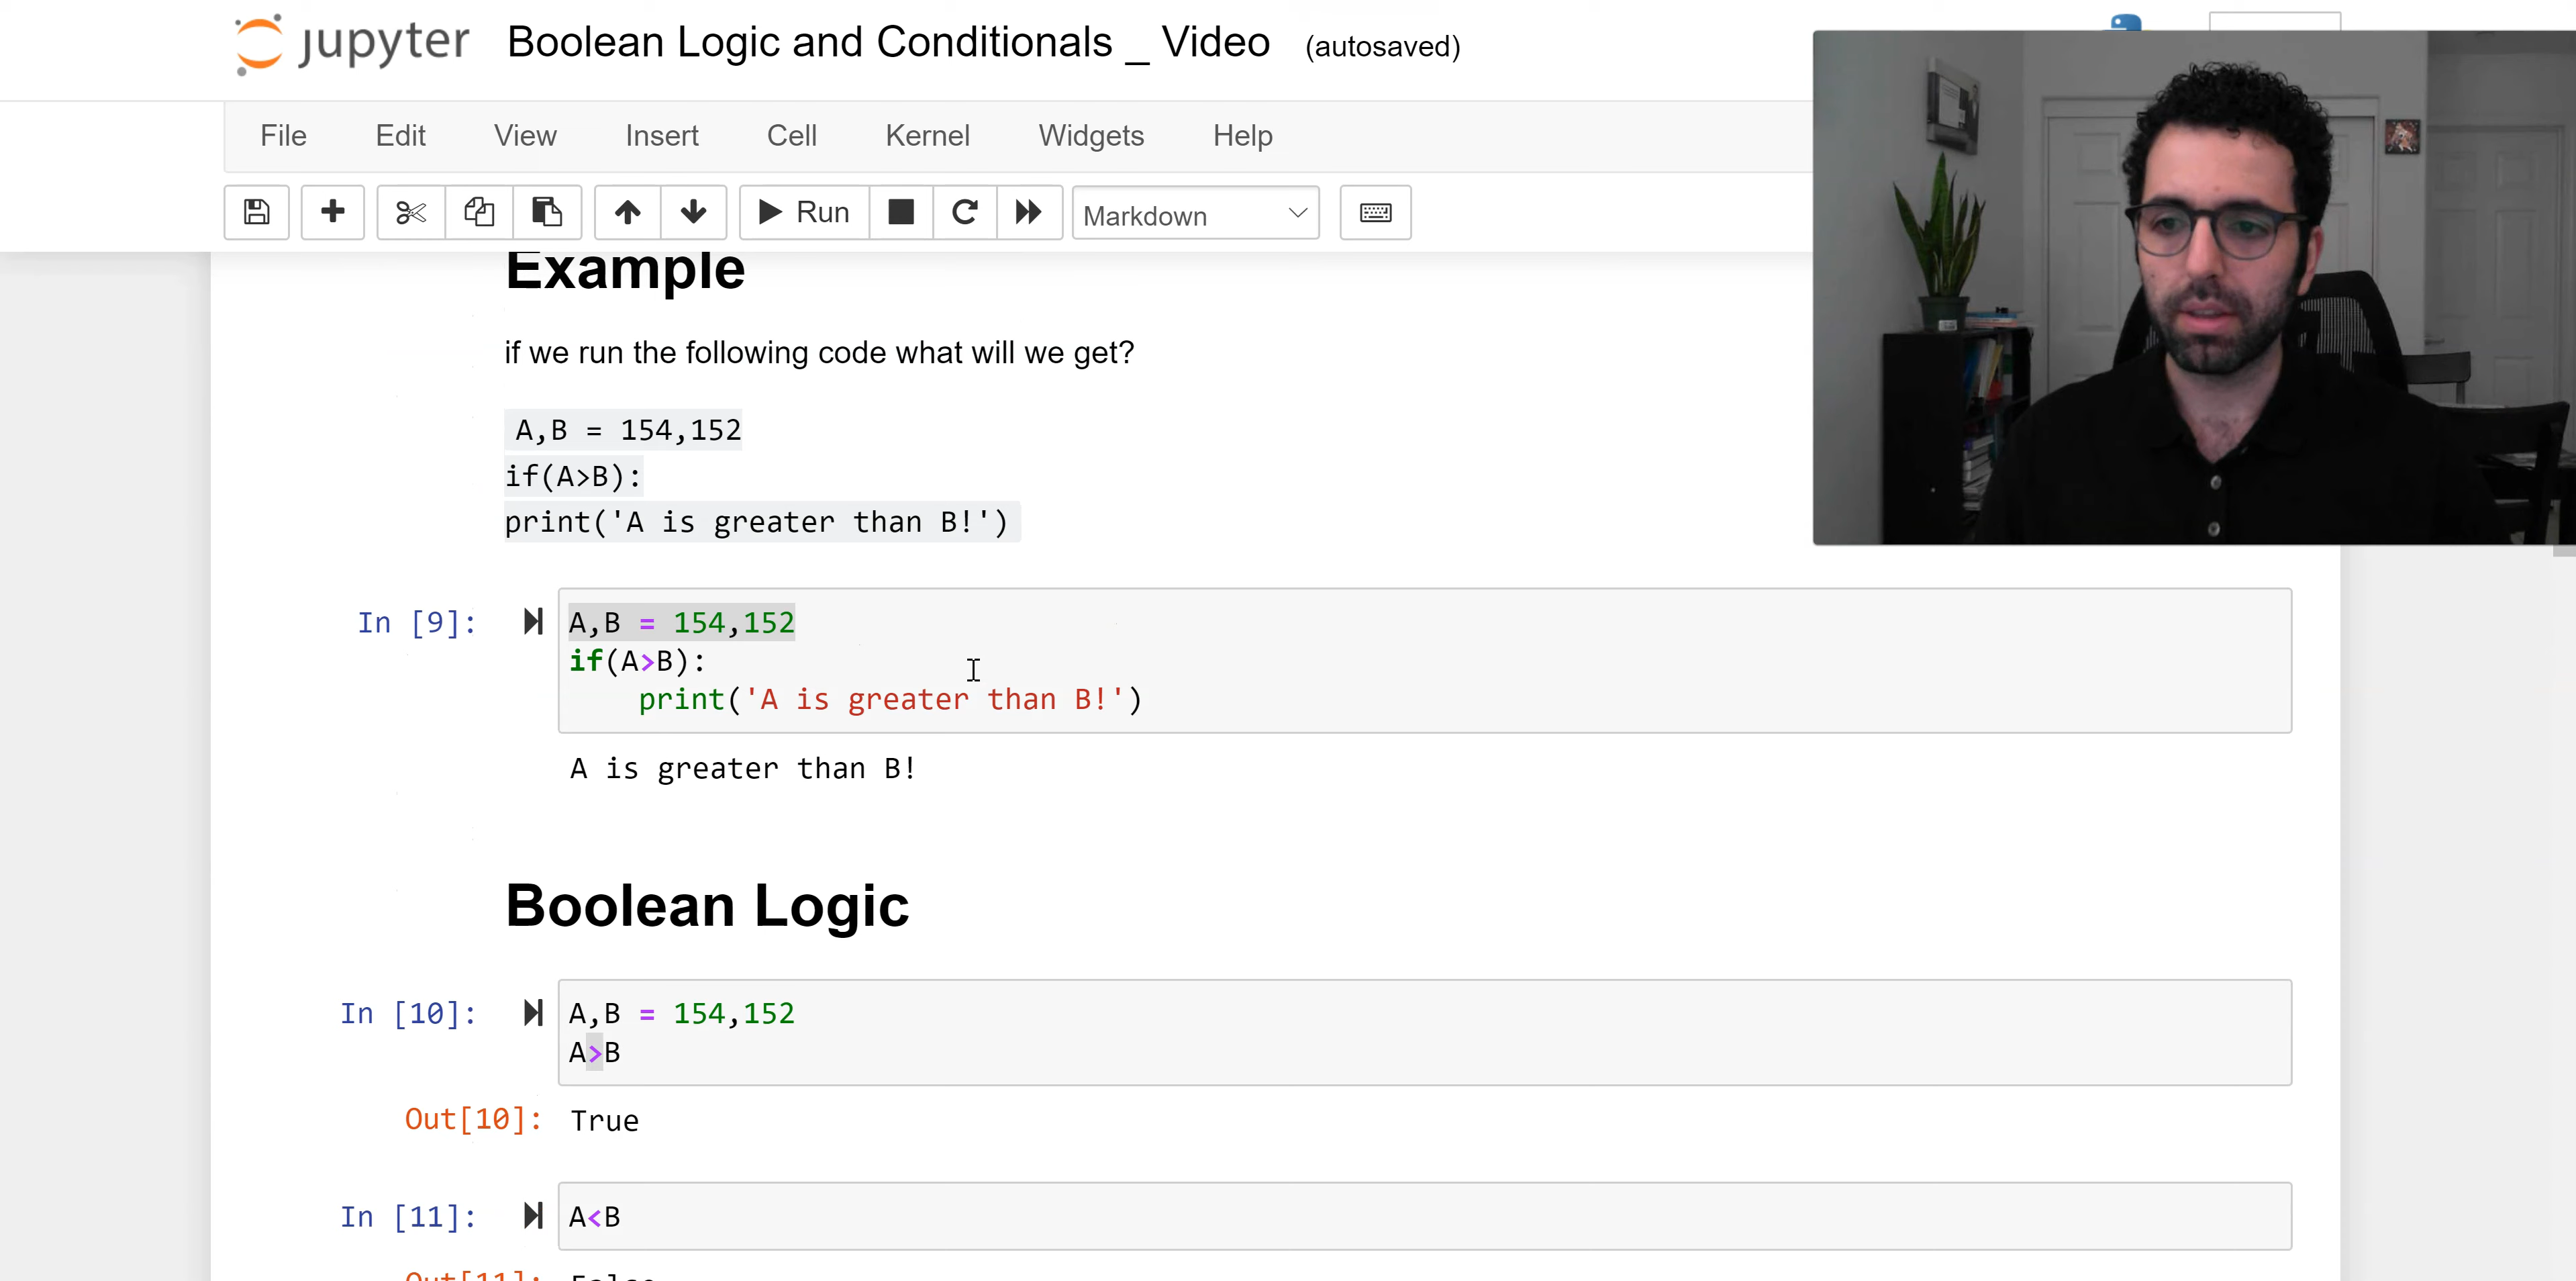 jupyter Boolean Logic and Conditionals _ Video (autosaved)
File Edit View Insert Cell Kernel Widgets Help
Run Markdown
Example
if we run the following code what will we get?
A,B = 154,152
if(A>B):
print('A is greater than B!')
In [9]: A,B = 154,152
if(A>B):
print('A is greater than B!')
A is greater than B!
Boolean Logic
In [10]: A,B = 154,152
A>B
Out[10]: True
In [11]: A<B
Out[11]: False